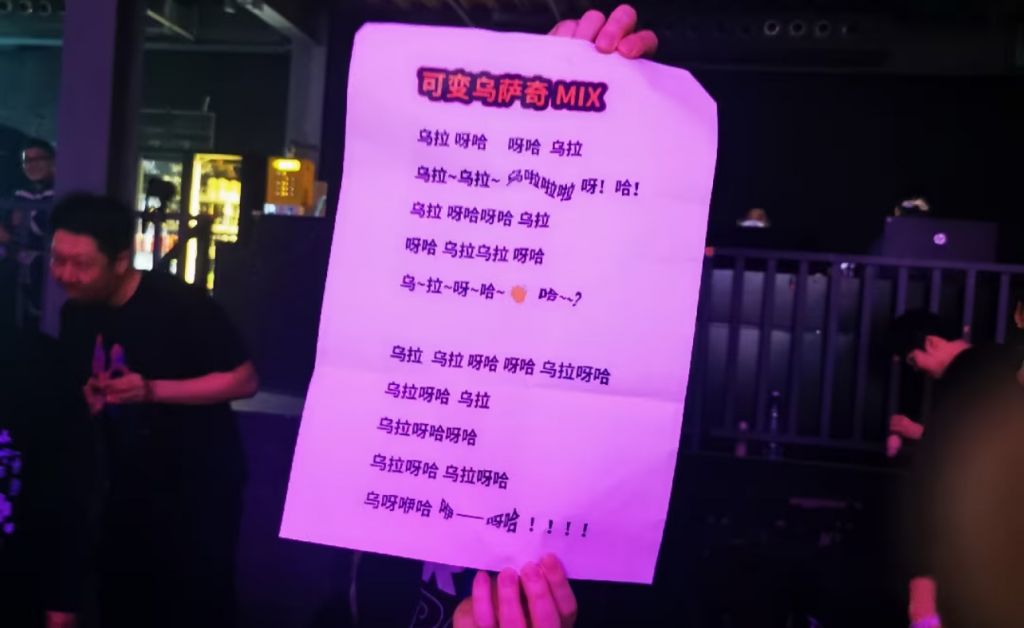 可变乌萨奇 MIX
乌拉 呀哈 呀哈 乌拉
乌拉~乌拉~ 乌啦啦啦 呀! 哈!
乌拉 呀哈呀哈 乌拉
呀哈 乌拉乌拉 呀哈
乌~拉~呀~哈~👏 哈~~?
乌拉 乌拉 呀哈 呀哈 乌拉呀哈
乌拉呀哈 乌拉
乌拉呀哈呀哈
乌拉呀哈 乌拉呀哈
乌呀咿哈 咿——呀哈 ！！！！
hp